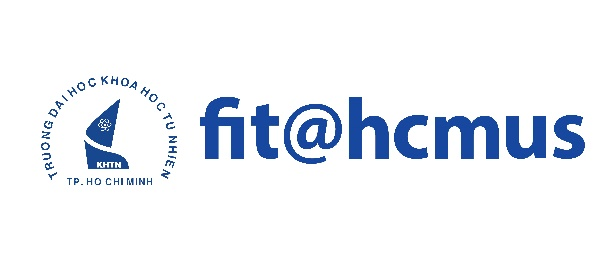 TRUONG DAI HOC KHOA HOC TU NHIEN
KHTN
TP. HO CHI MINH
fit@hcmus